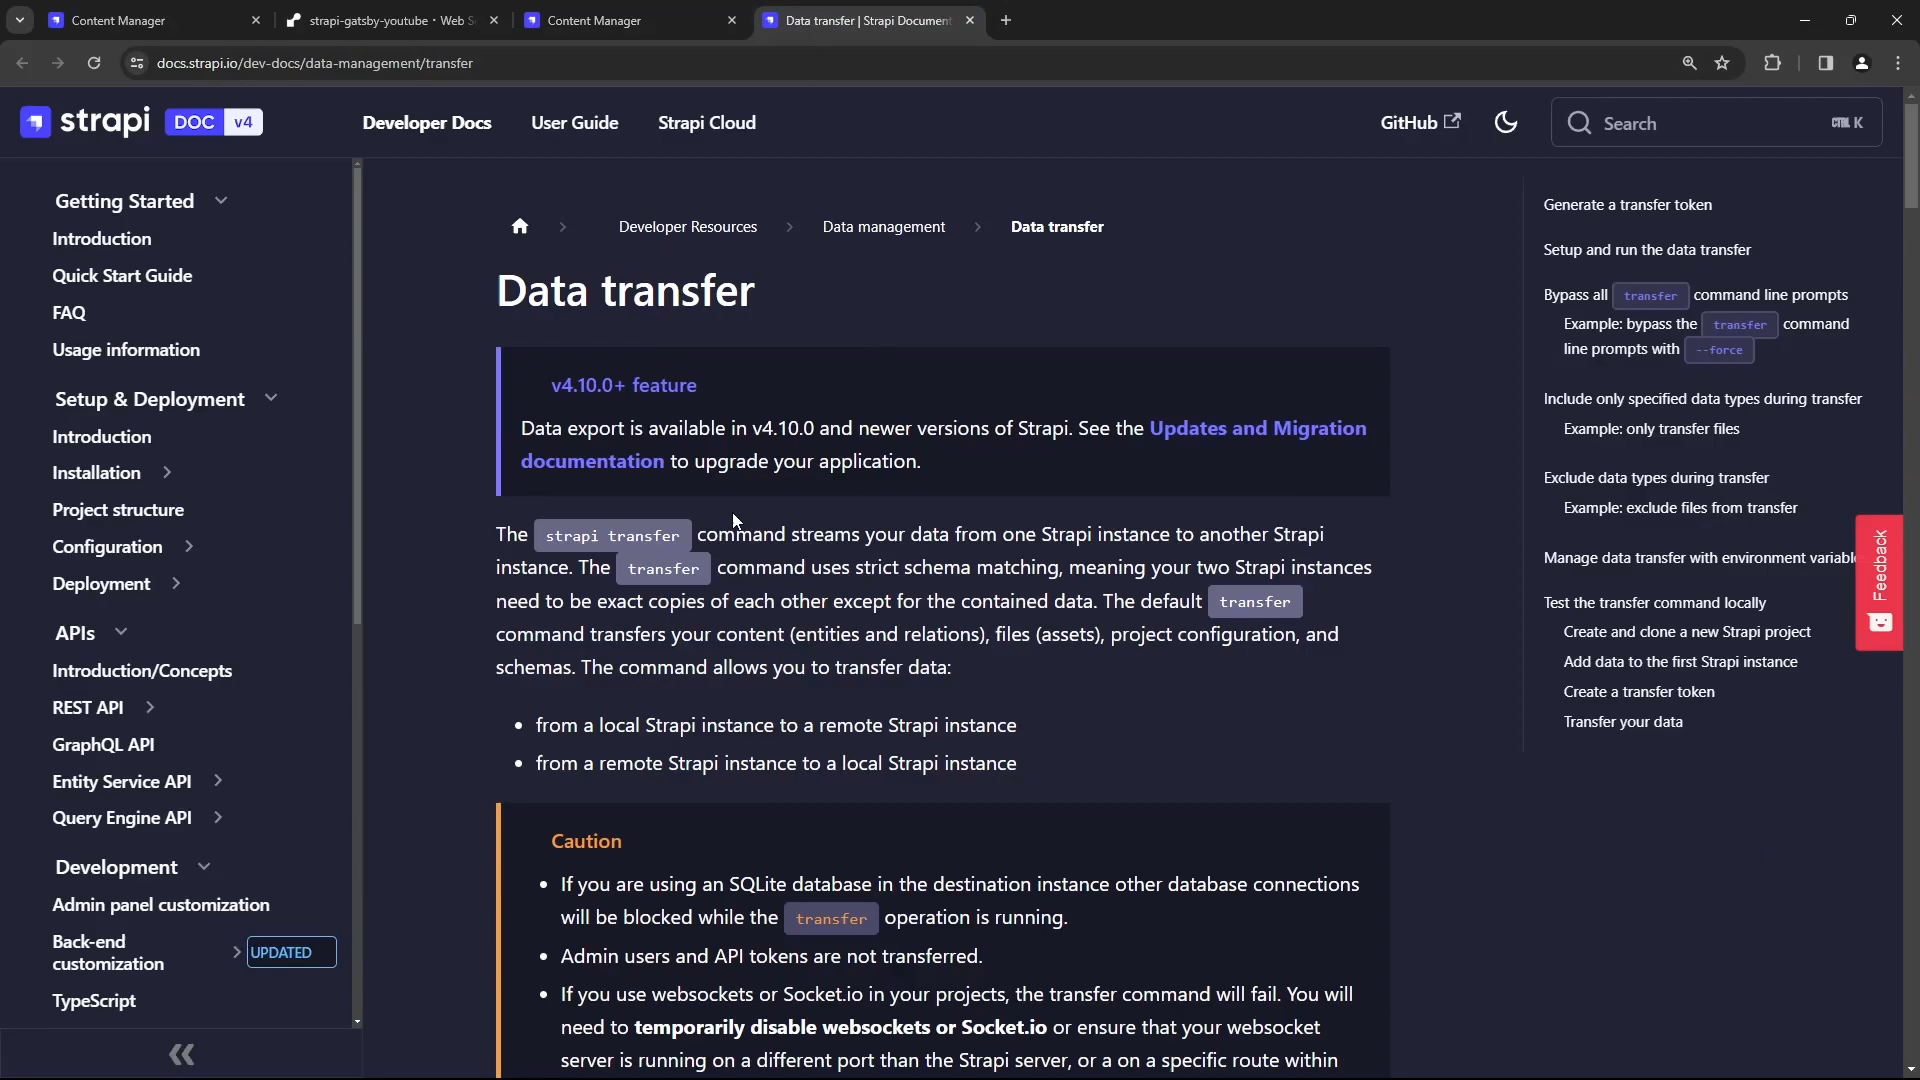 Content Manager
strapi-gatsby-youtube · Web S
Content Manager
Data transfer | Strapi Document
docs.strapi.io/dev-docs/data-management/transfer
strapi DOC v4
Developer Docs
User Guide
Strapi Cloud
GitHub
Search
CTRL K
Getting Started
Introduction
Quick Start Guide
FAQ
Usage information
Setup & Deployment
Introduction
Installation
Project structure
Configuration
Deployment
APIs
Introduction/Concepts
REST API
GraphQL API
Entity Service API
Query Engine API
Development
Admin panel customization
Back-end
customization
UPDATED
TypeScript
Developer Resources
Data management
Data transfer
Data transfer
v4.10.0+ feature
Data export is available in v4.10.0 and newer versions of Strapi. See the Updates and Migration
documentation to upgrade your application.
The strapi transfer command streams your data from one Strapi instance to another Strapi
instance. The transfer command uses strict schema matching, meaning your two Strapi instances
need to be exact copies of each other except for the contained data. The default transfer
command transfers your content (entities and relations), files (assets), project configuration, and
schemas. The command allows you to transfer data:
• from a local Strapi instance to a remote Strapi instance
• from a remote Strapi instance to a local Strapi instance
Caution
• If you are using an SQLite database in the destination instance other database connections
will be blocked while the transfer operation is running.
• Admin users and API tokens are not transferred.
• If you use websockets or Socket.io in your projects, the transfer command will fail. You will
need to temporarily disable websockets or Socket.io or ensure that your websocket
server is running on a different port than the Strapi server, or a on a specific route within
Generate a transfer token
Setup and run the data transfer
Bypass all transfer command line prompts
Example: bypass the transfer command
line prompts with --force
Include only specified data types during transfer
Example: only transfer files
Exclude data types during transfer
Example: exclude files from transfer
Manage data transfer with environment variabl
Test the transfer command locally
Create and clone a new Strapi project
Add data to the first Strapi instance
Create a transfer token
Transfer your data
Feedback